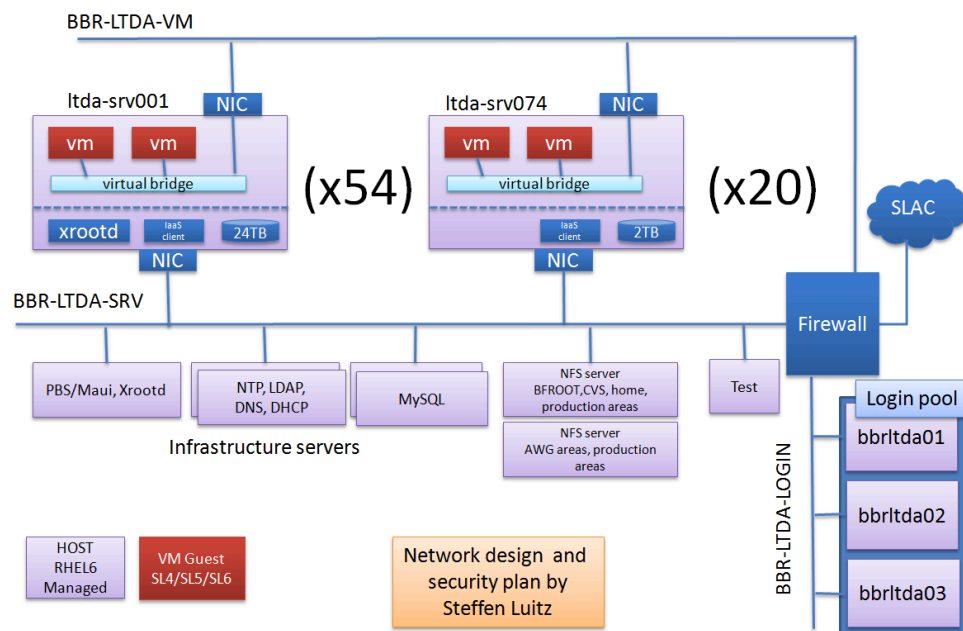 BBR-LTDA-VM
ltda-srv001
NIC
vm
vm
virtual bridge
xrootd
IaaS
client
24TB
NIC
(x54)
ltda-srv074
NIC
vm
vm
virtual bridge
IaaS
client
2TB
NIC
(x20)
SLAC
BBR-LTDA-SRV
Firewall
PBS/Maui, Xrootd
NTP, LDAP,
DNS, DHCP
MySQL
NFS server
BFROOT,CVS, home,
production areas
NFS server
AWG areas, production
areas
Test
Infrastructure servers
Login pool
bbrltda01
bbrltda02
bbrltda03
BBR-LTDA-LOGIN
HOST
RHEL6
Managed
VM Guest
SL4/SL5/SL6
Network design and
security plan by
Steffen Luitz